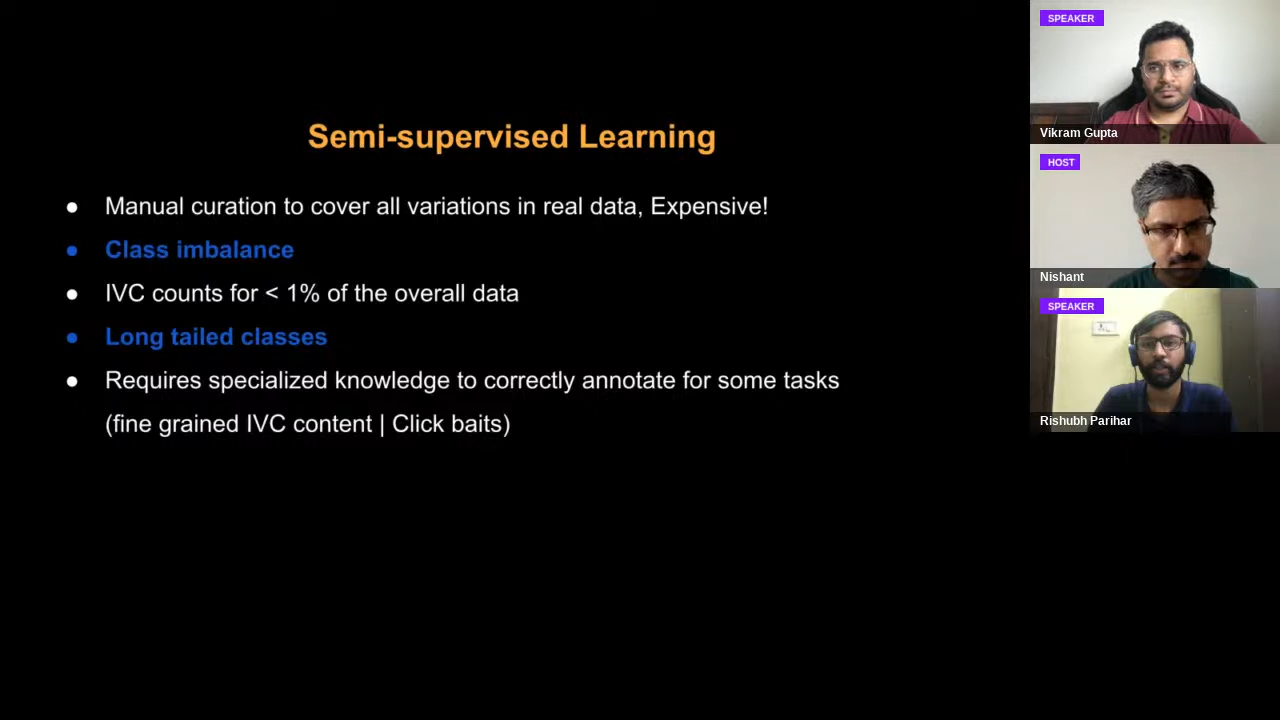 Semi-supervised Learning
● Manual curation to cover all variations in real data, Expensive!
● Class imbalance
● IVC counts for < 1% of the overall data
● Long tailed classes
● Requires specialized knowledge to correctly annotate for some tasks
(fine grained IVC content | Click baits)
SPEAKER
Vikram Gupta
HOST
Nishant
SPEAKER
Rishubh Parihar